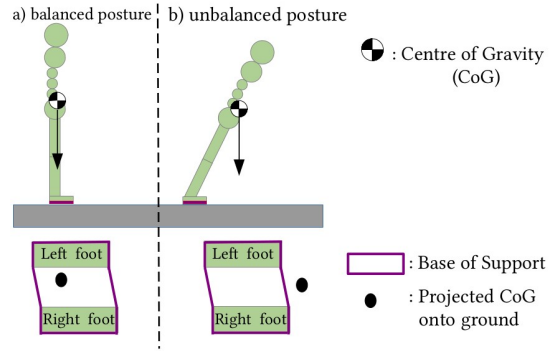 a) balanced posture
b) unbalanced posture
: Centre of Gravity
(CoG)
Left foot
Right foot
Left foot
Right foot
: Base of Support
: Projected CoG
onto ground